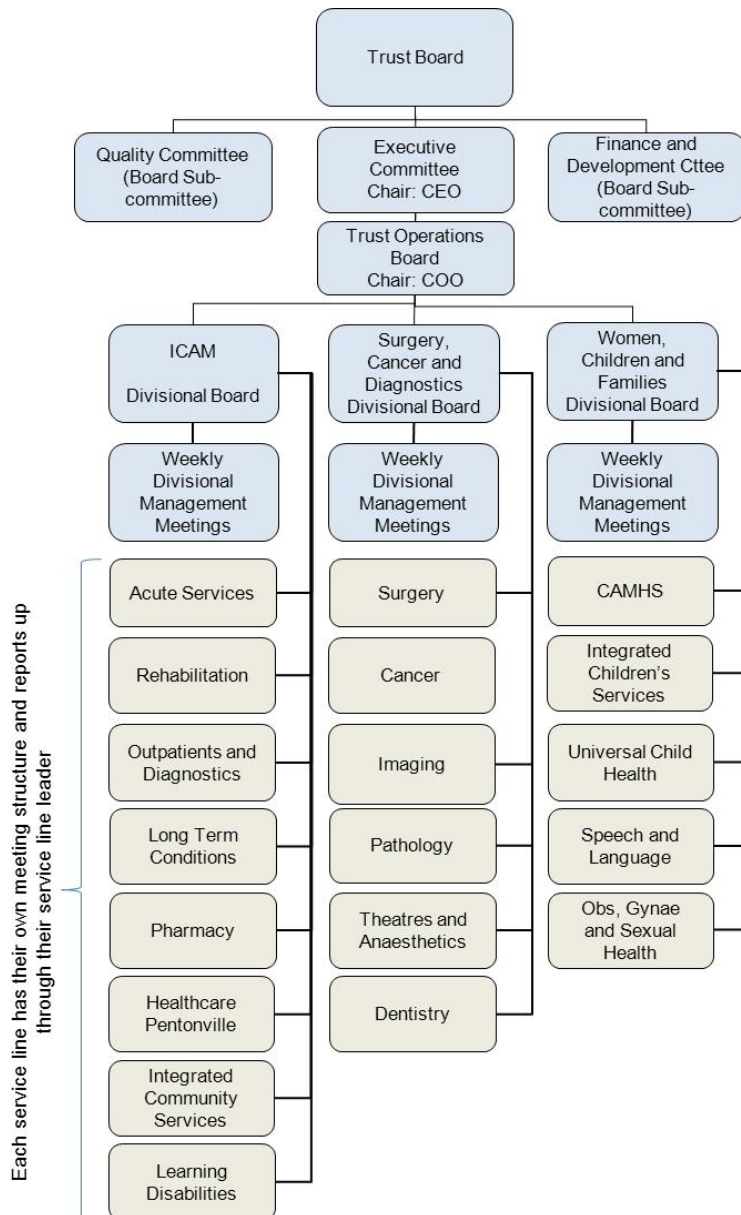 Trust Board
Quality Committee
(Board Sub-
committee)
Executive
Committee
Chair: CEO
Finance and
Development Cttee
(Board Sub-
committee)
Trust Operations
Board
Chair: COO
ICAM
Divisional Board
Surgery,
Cancer and
Diagnostics
Divisional Board
Women,
Children and
Families
Divisional Board
Weekly
Divisional
Management
Meetings
Weekly
Divisional
Management
Meetings
Weekly
Divisional
Management
Meetings
Each service line has their own meeting structure and reports up
through their service line leader
Acute Services
Rehabilitation
Outpatients and
Diagnostics
Long Term
Conditions
Pharmacy
Healthcare
Pentonville
Integrated
Community
Services
Learning
Disabilities
Surgery
Cancer
Imaging
Pathology
Theatres and
Anaesthetics
Dentistry
CAMHS
Integrated
Children’s
Services
Universal Child
Health
Speech and
Language
Obs, Gynae
and Sexual
Health